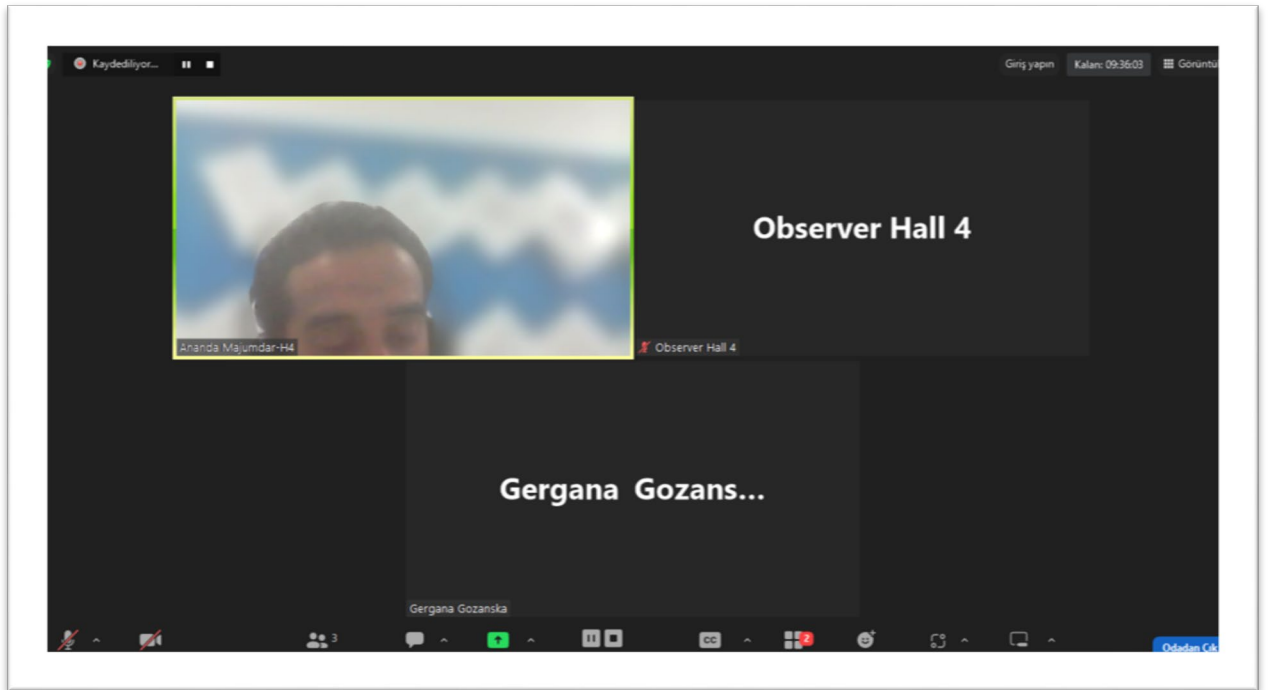 Kaydediliyor...
Giriş yapın
Kalan: 09:36:03
Görüntül
Ananda Majumdar-H4
Observer Hall 4
Observer Hall 4
Gergana Gozans...
Gergana Gozanska
3
CC
2
Odadan Çık